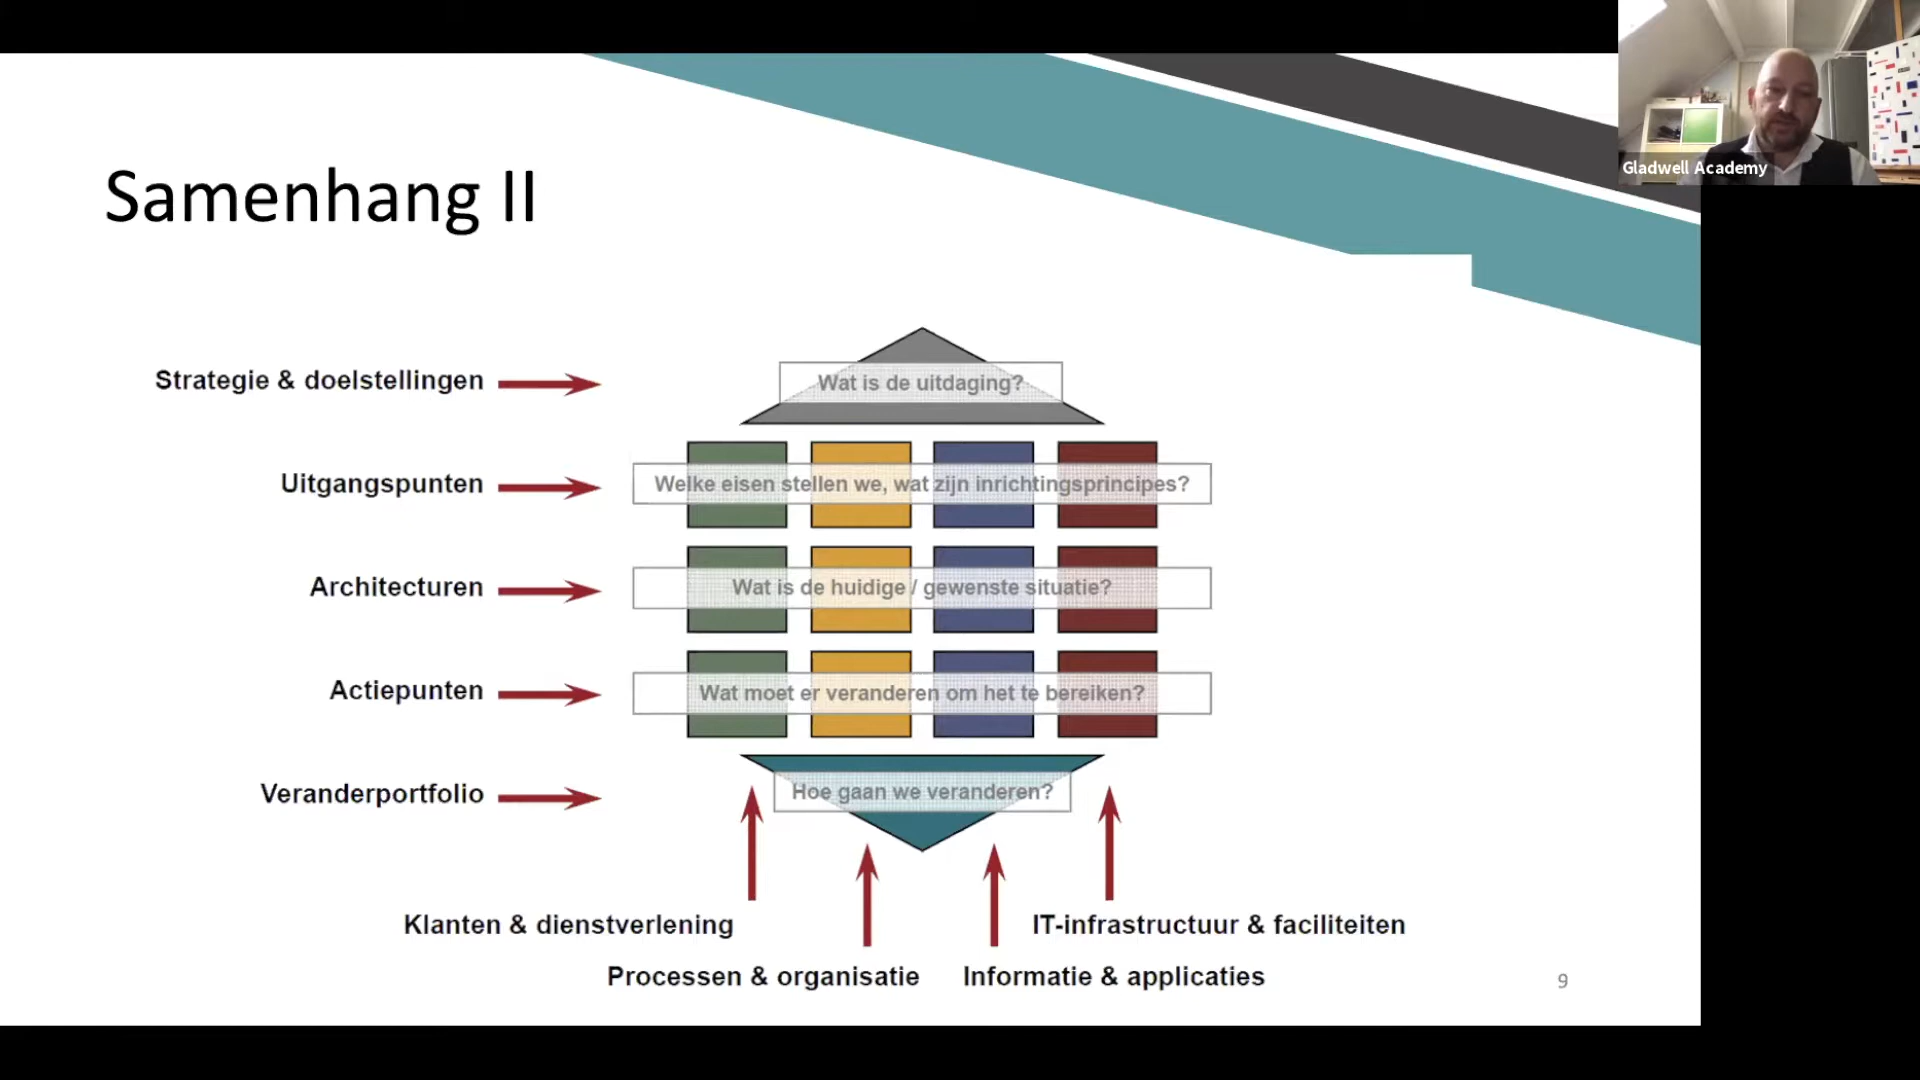 Gladwell Academy
Samenhang II
Strategie & doelstellingen
Wat is de uitdaging?
Uitgangspunten
Welke eisen stellen we, wat zijn inrichtingsprincipes?
Architecturen
Wat is de huidige / gewenste situatie?
Actiepunten
Wat moet er veranderen om het te bereiken?
Veranderportfolio
Hoe gaan we veranderen?
Klanten & dienstverlening
IT-infrastructuur & faciliteiten
Processen & organisatie
Informatie & applicaties
9